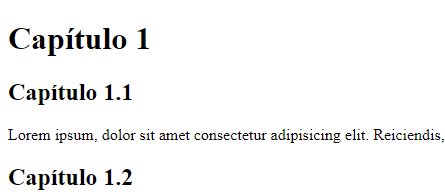 Capítulo 1
Capítulo 1.1
Lorem ipsum, dolor sit amet consectetur adipisicing elit. Reiciendis,
Capítulo 1.2